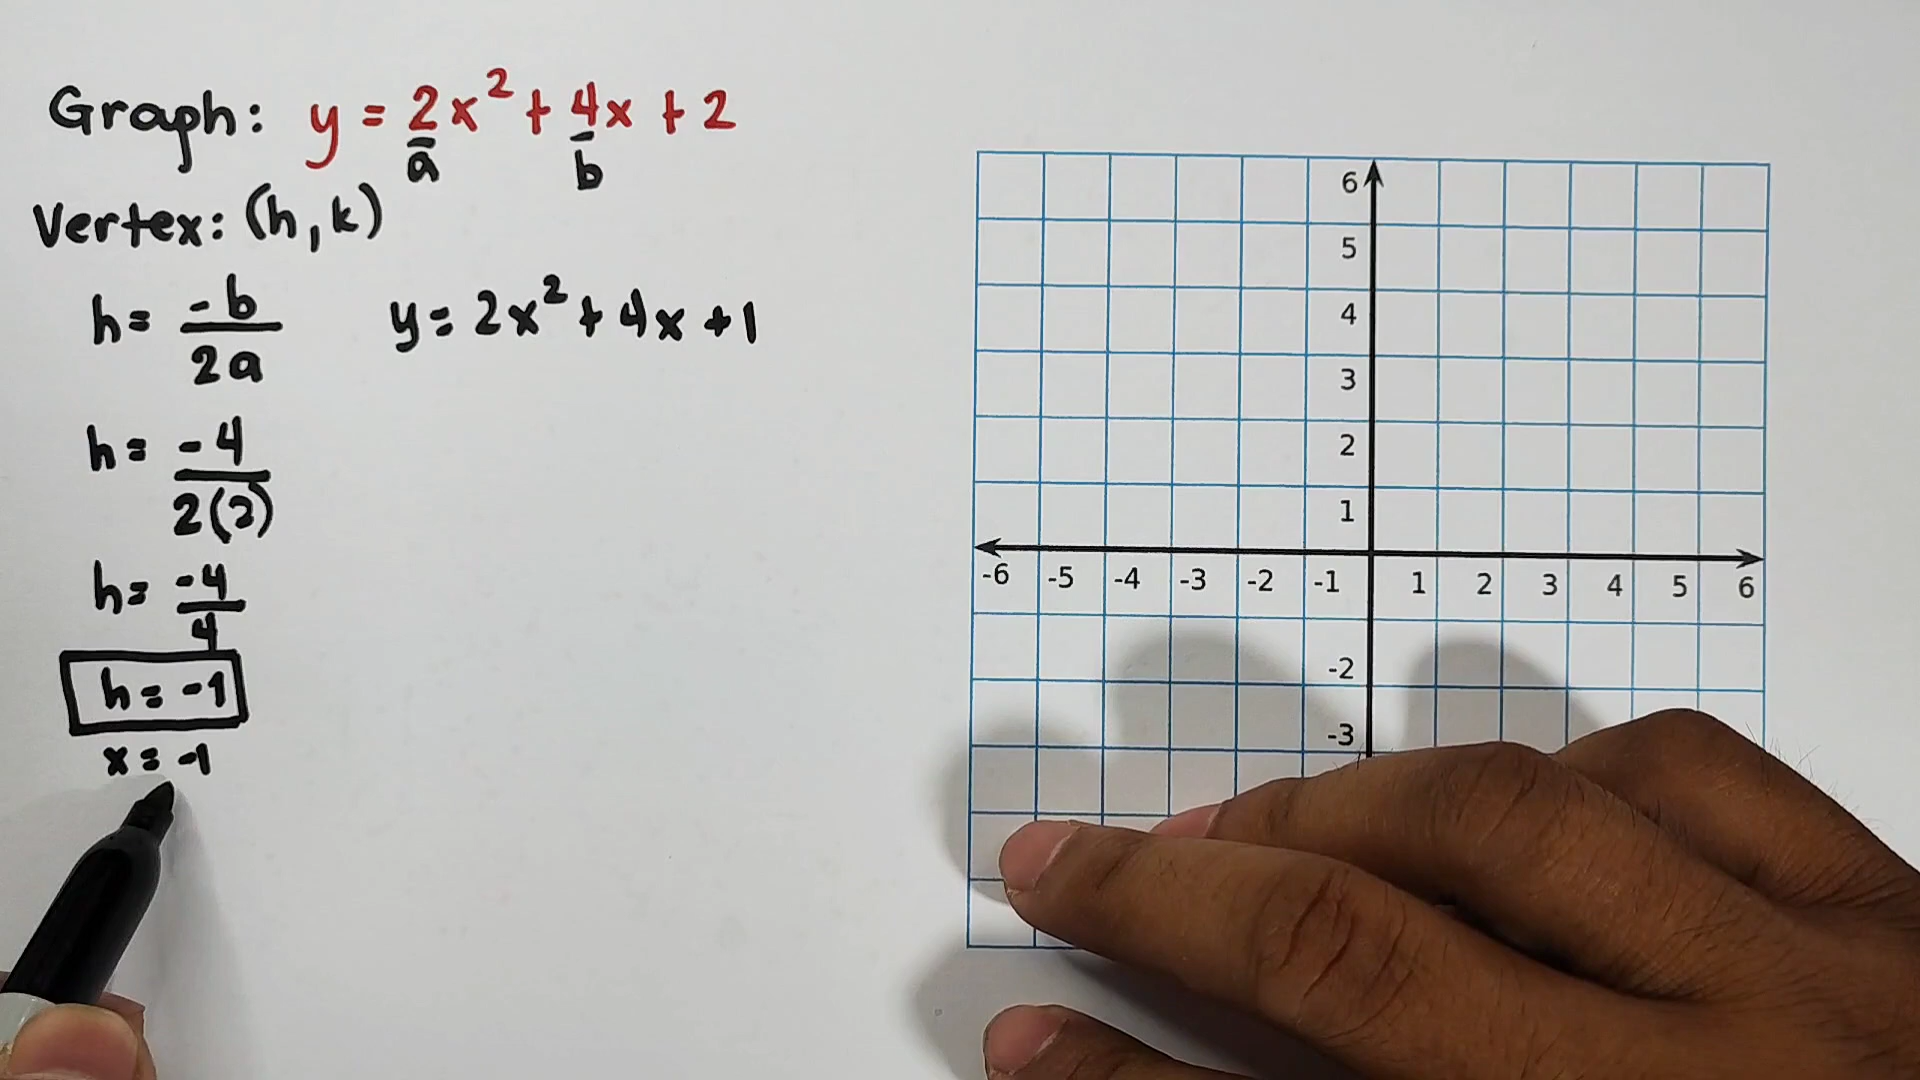 Graph: y = 2x² + 4x + 2
a b
Vertex: (h, k)
h = -b/2a y = 2x² + 4x + 1
h = -4/2(2)
h = -4/4
h = -1
x = -1
6
5
4
3
2
1
-6 -5 -4 -3 -2 -1 1 2 3 4 5 6
-2
-3